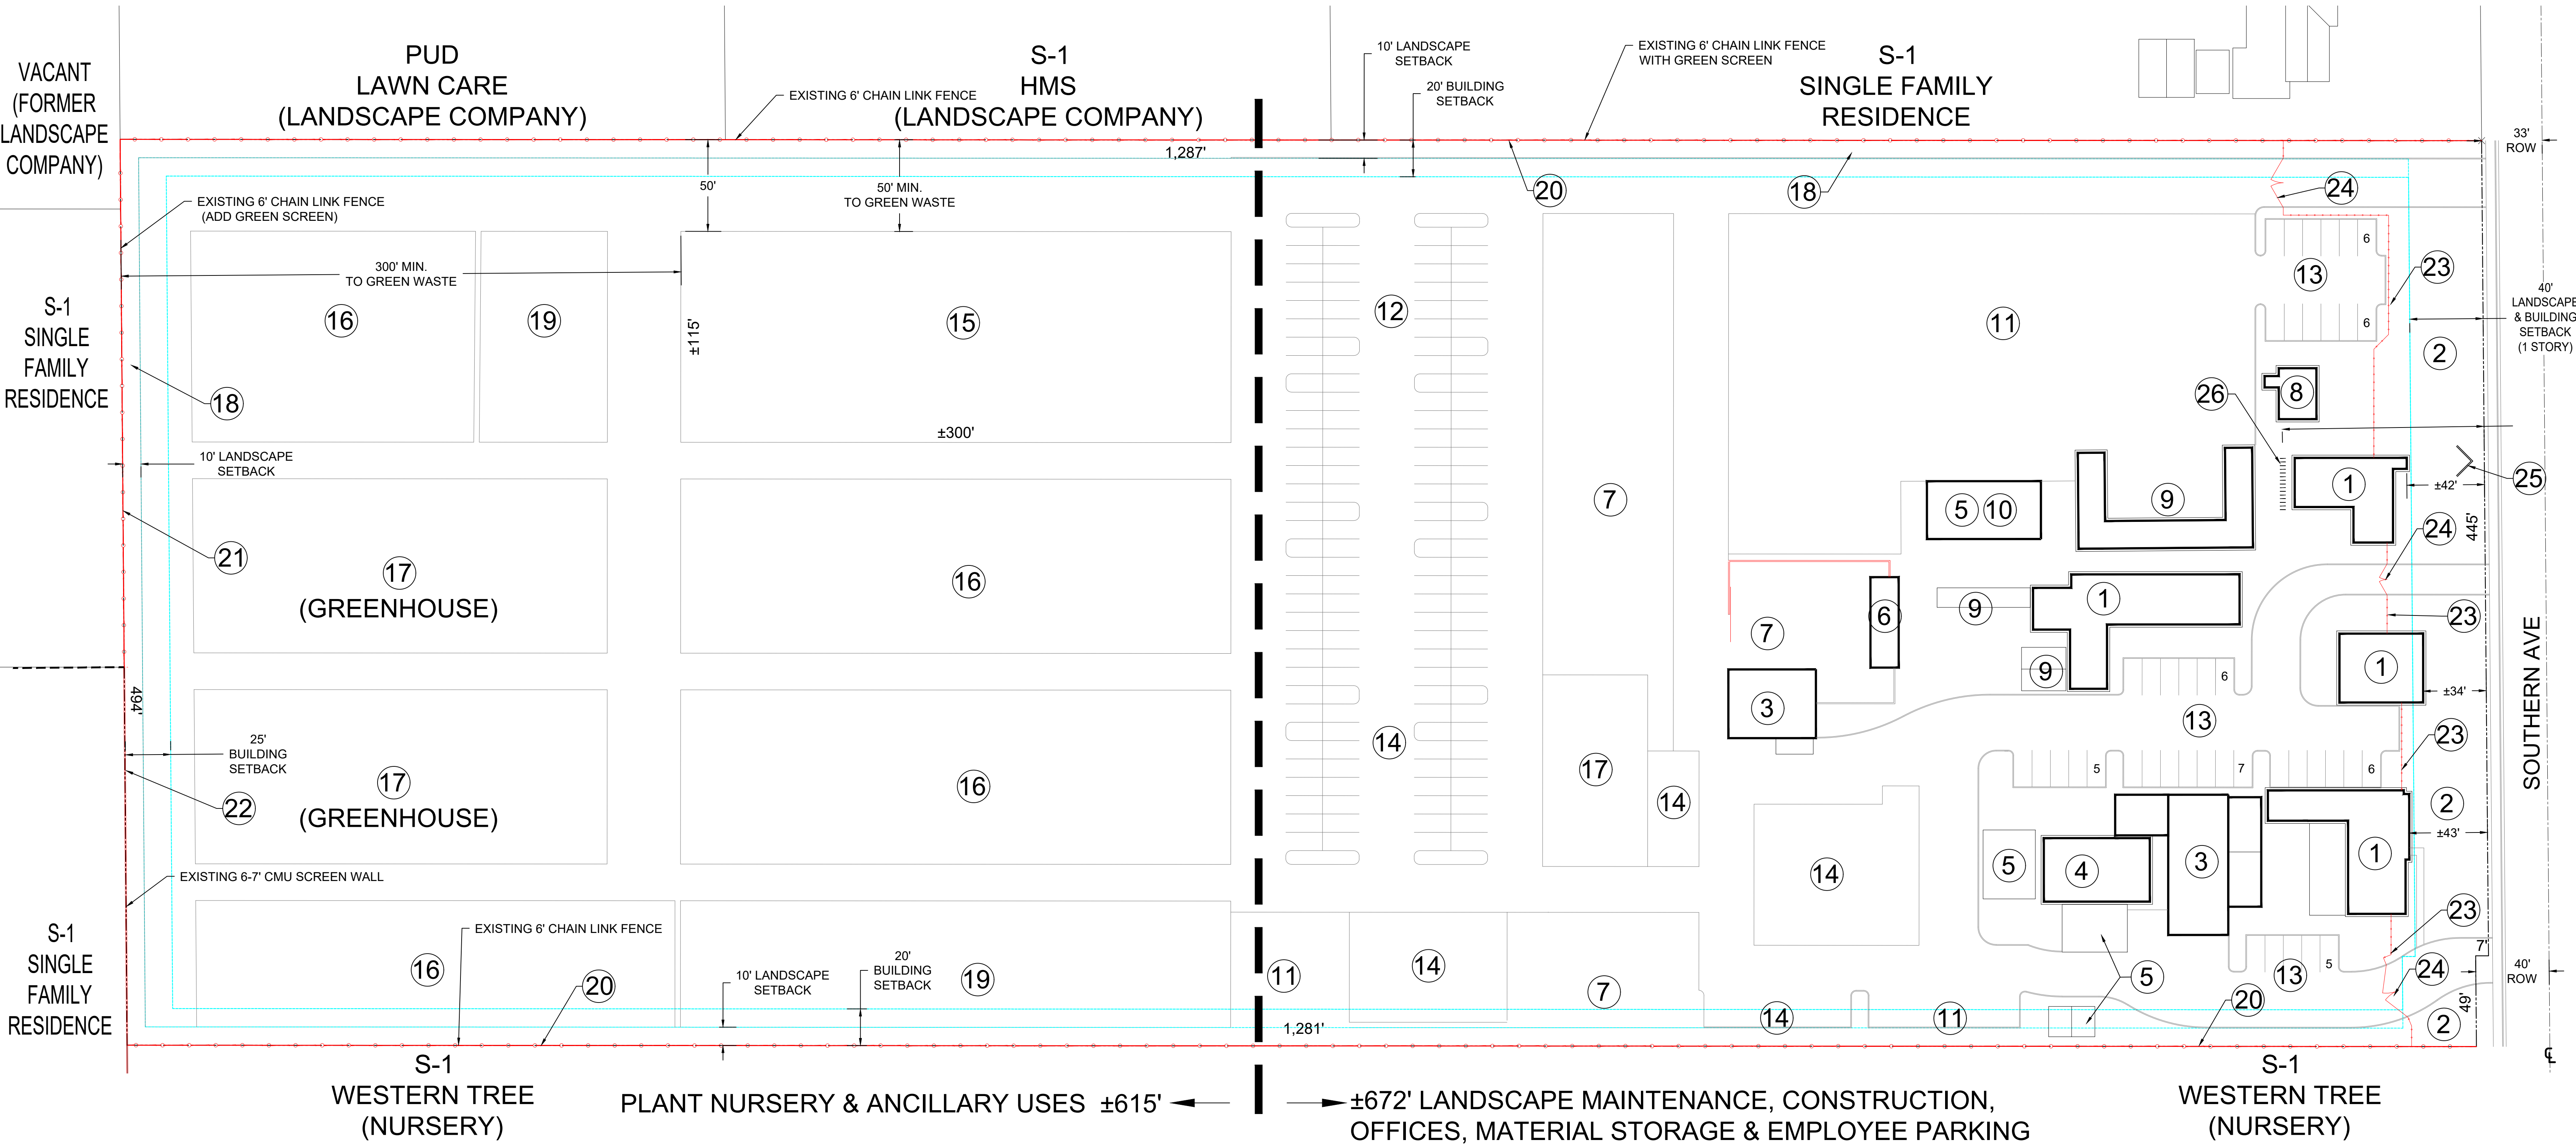 VACANT
(FORMER
LANDSCAPE
COMPANY)
PUD
LAWN CARE
(LANDSCAPE COMPANY)
EXISTING 6' CHAIN LINK FENCE
S-1
HMS
(LANDSCAPE COMPANY)
10' LANDSCAPE
SETBACK
20' BUILDING
SETBACK
EXISTING 6' CHAIN LINK FENCE
WITH GREEN SCREEN
S-1
SINGLE FAMILY
RESIDENCE
33'
ROW
1,287'
EXISTING 6' CHAIN LINK FENCE
(ADD GREEN SCREEN)
50'
50' MIN.
TO GREEN WASTE
20
18
24
300' MIN.
TO GREEN WASTE
S-1
SINGLE
FAMILY
RESIDENCE
16
19
15
±115'
±300'
12
11
6
13
6
23
40'
LANDSCAPE
& BUILDING
SETBACK
(1 STORY)
2
18
26
8
10' LANDSCAPE
SETBACK
7
5
10
9
1
±42'
25
445'
24
21
17
(GREENHOUSE)
16
7
6
9
9
1
23
1
±34'
SOUTHERN AVE
494'
25'
BUILDING
SETBACK
22
17
(GREENHOUSE)
16
14
17
14
3
6
13
23
5
7
6
2
±43'
EXISTING 6-7' CMU SCREEN WALL
14
5
4
3
1
23
S-1
SINGLE
FAMILY
RESIDENCE
EXISTING 6' CHAIN LINK FENCE
16
20
10' LANDSCAPE
SETBACK
20'
BUILDING
SETBACK
19
11
14
7
14
11
5
13
5
20
24
7'
49'
2
40'
ROW
1,281'
S-1
WESTERN TREE
(NURSERY)
PLANT NURSERY & ANCILLARY USES ±615'
±672' LANDSCAPE MAINTENANCE, CONSTRUCTION,
OFFICES, MATERIAL STORAGE & EMPLOYEE PARKING
S-1
WESTERN TREE
(NURSERY)